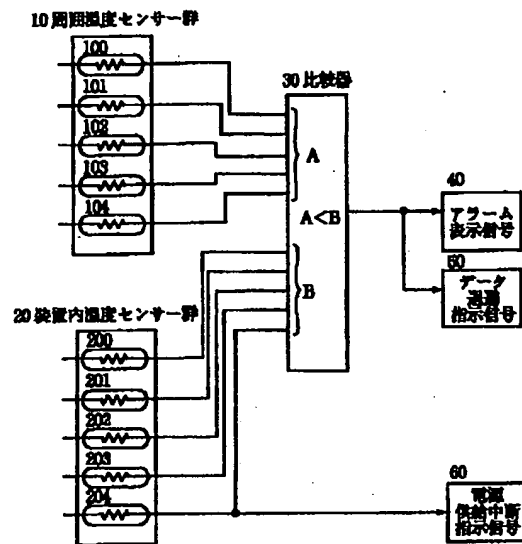 10 周囲温度センサー群
100
101
102
103
104
30 比較器
A
A<B
B
20 装置内温度センサー群
200
201
202
203
204
40
アラーム
表示信号
50
データ
指示信号
60
電源
供給中断
指示信号